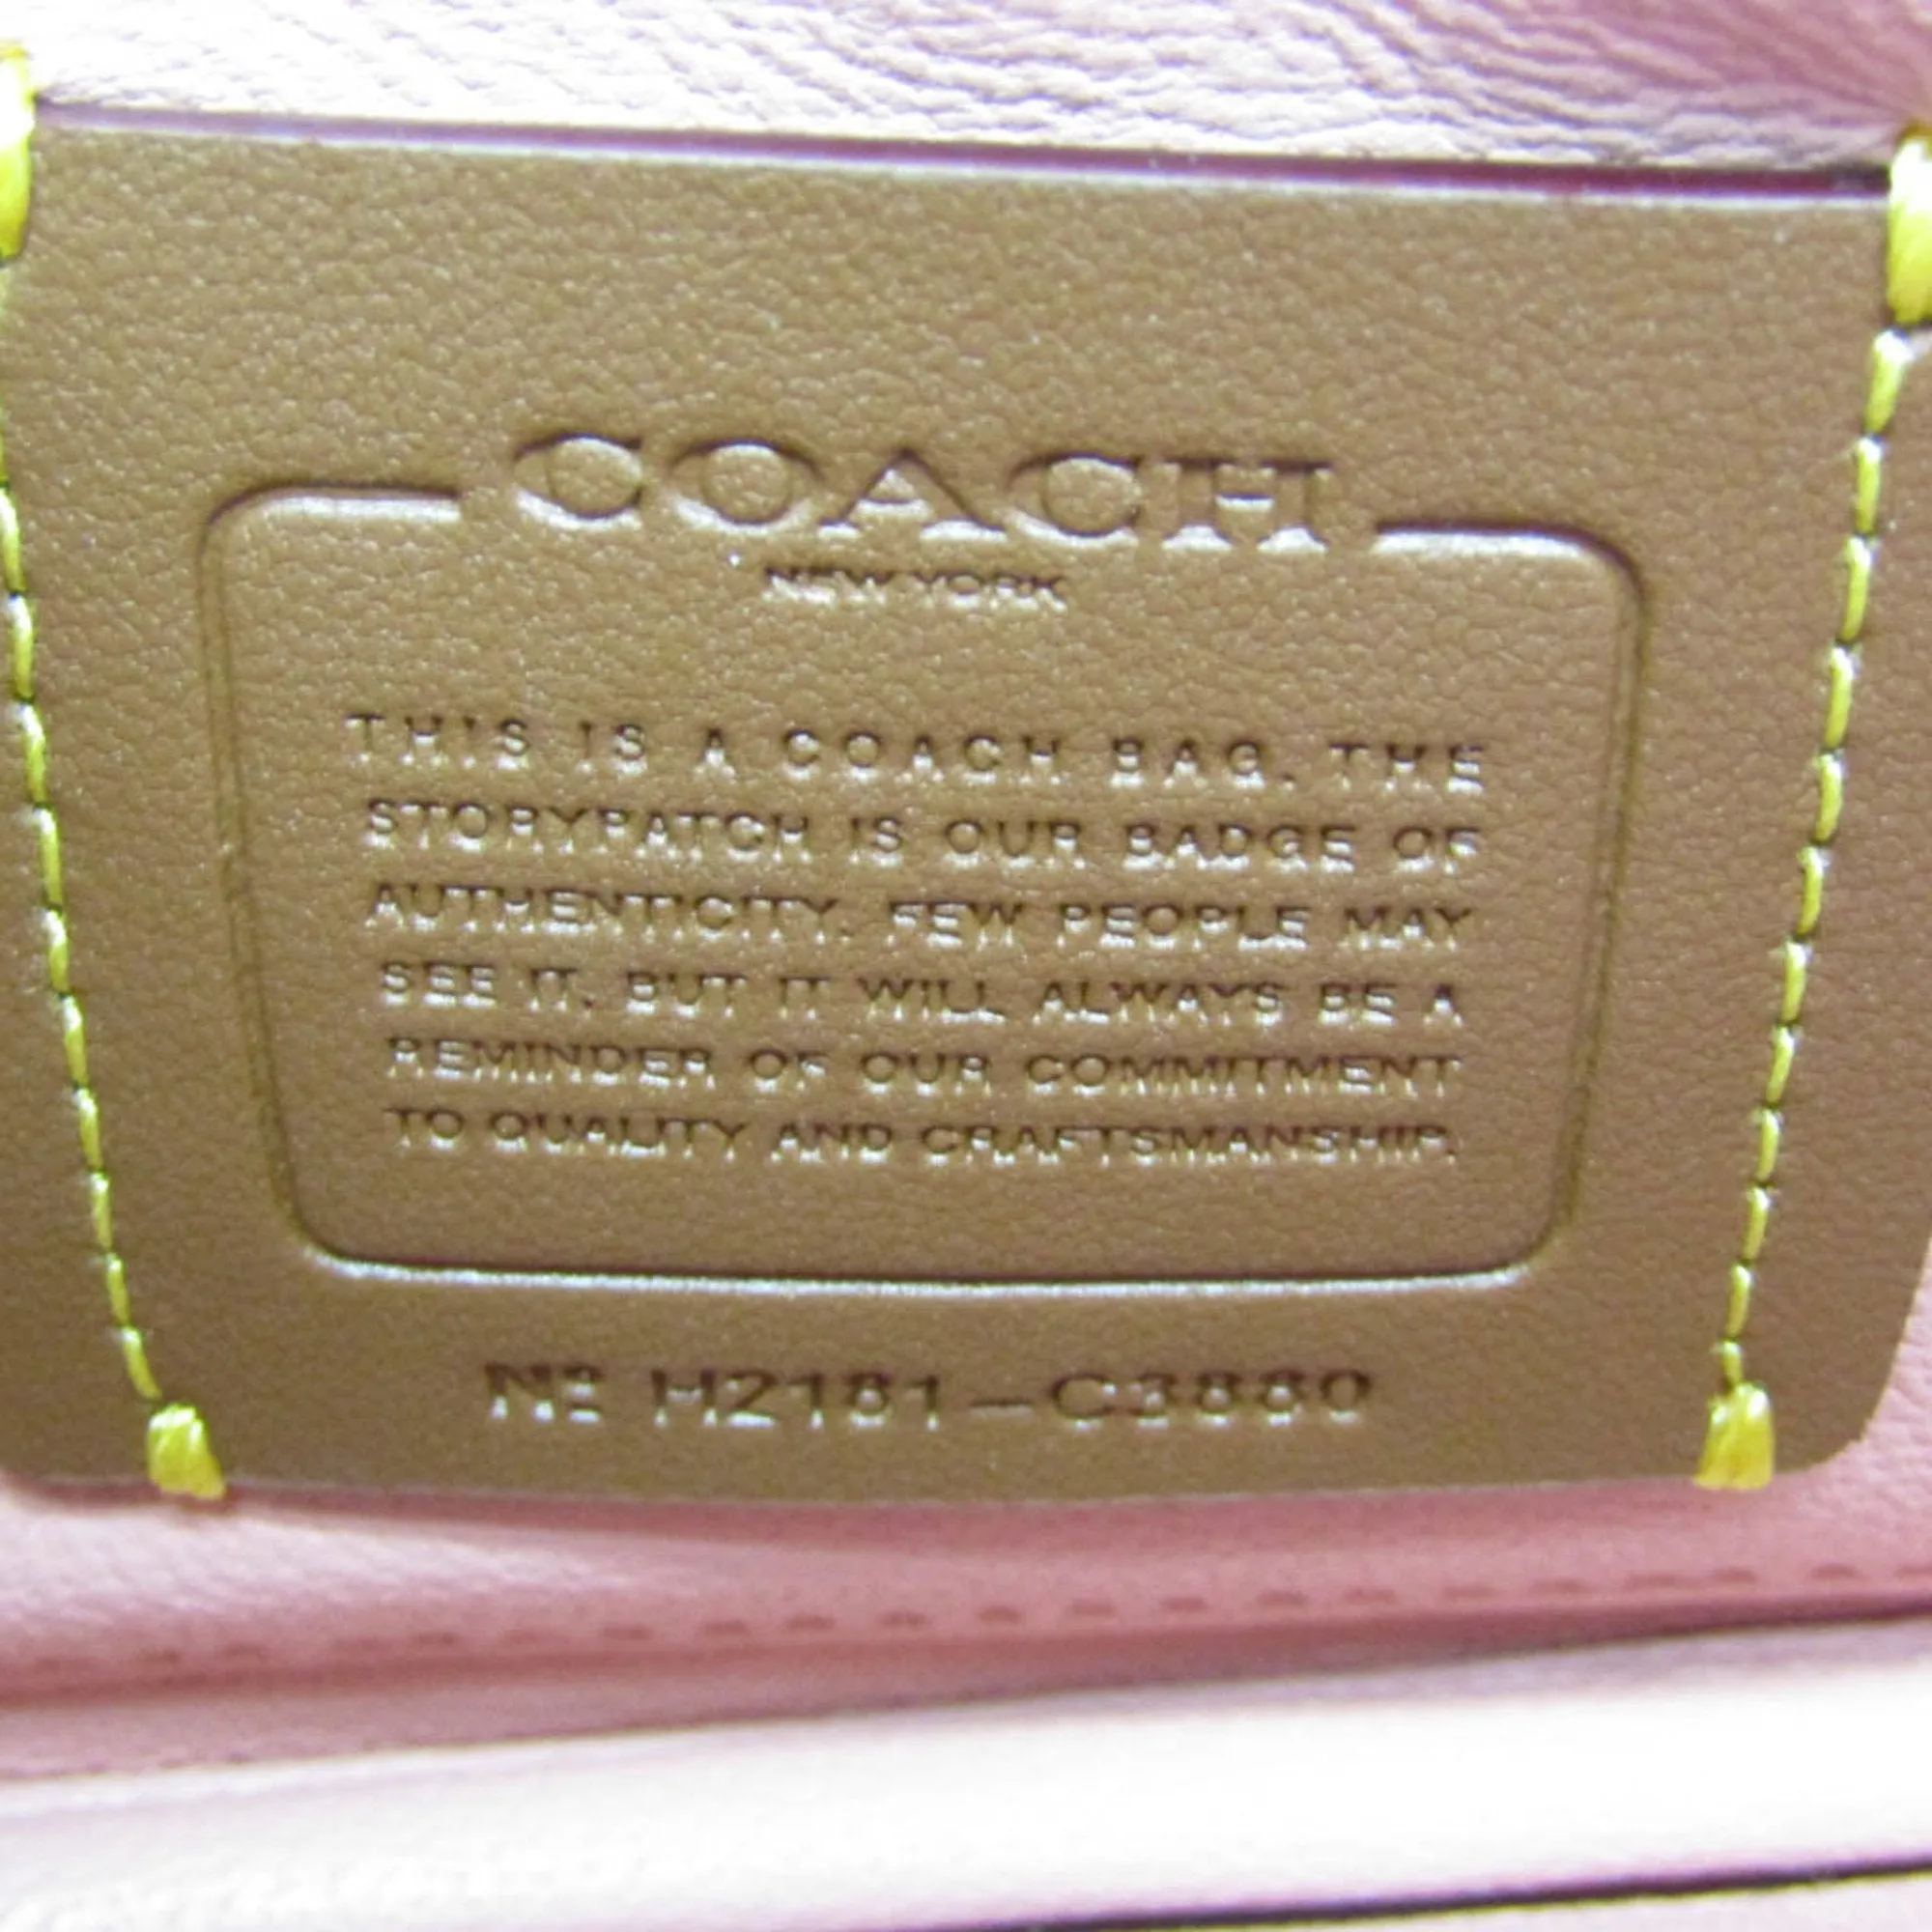 COACH
NEW YORK
THIS IS A COACH BAG. THE
STORYPATCH IS OUR BADGE OF
AUTHENTICITY. FEW PEOPLE MAY
SEE IT. BUT IT WILL ALWAYS BE A
REMINDER OF OUR COMMITMENT
TO QUALITY AND CRAFTSMANSHIP.
Nº H2181-C3880